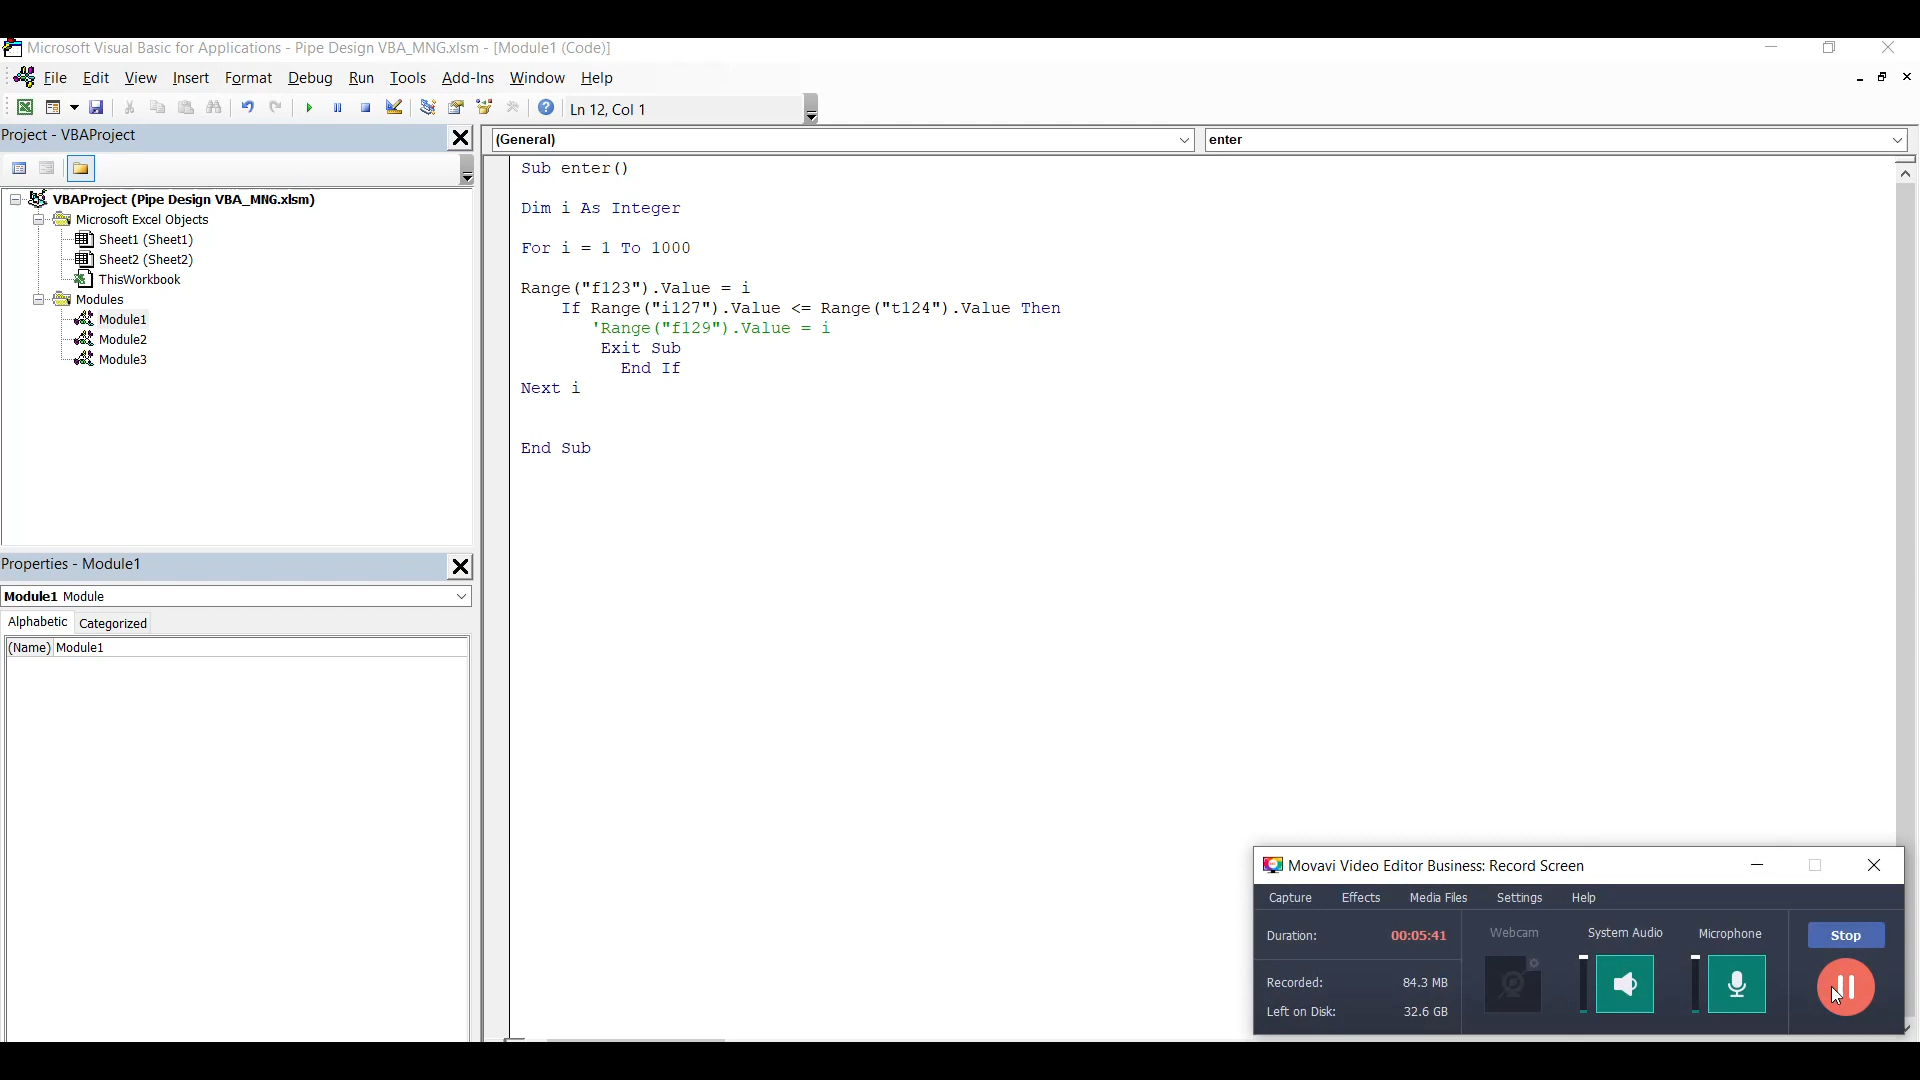 Microsoft Visual Basic for Applications - Pipe Design VBA_MNG.xlsm - [Module1 (Code)]
File Edit View Insert Format Debug Run Tools Add-Ins Window Help
Ln 12, Col 1
Project - VBAProject
VBAProject (Pipe Design VBA_MNG.xlsm)
Microsoft Excel Objects
Sheet1 (Sheet1)
Sheet2 (Sheet2)
ThisWorkbook
Modules
Module1
Module2
Module3
Properties - Module1
Module1 Module
Alphabetic Categorized
(Name) Module1
(General) enter
Sub enter()
Dim i As Integer
For i = 1 To 1000
Range("f123").Value = i
If Range("i127").Value <= Range("t124").Value Then
'Range("f129").Value = i
Exit Sub
End If
Next i
End Sub
Movavi Video Editor Business: Record Screen
Capture Effects Media Files Settings Help
Duration: 00:05:41
Recorded: 84.3 MB
Left on Disk: 32.6 GB
Webcam System Audio Microphone
Stop